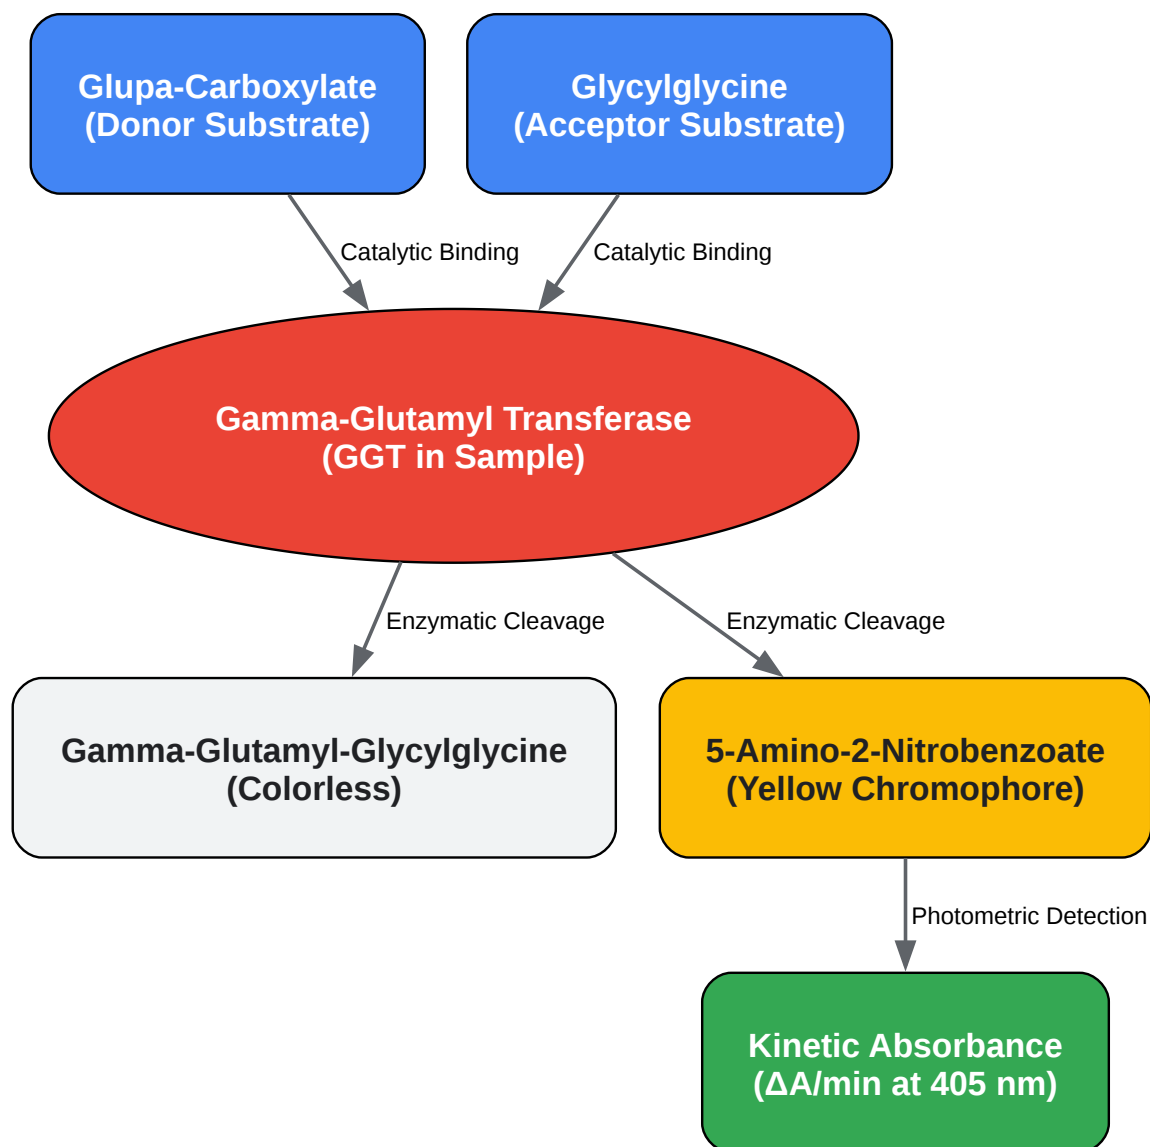 Glupa-Carboxylate
(Donor Substrate)
Glycylglycine
(Acceptor Substrate)
Catalytic Binding
Catalytic Binding
Gamma-Glutamyl Transferase
(GGT in Sample)
Enzymatic Cleavage
Enzymatic Cleavage
Gamma-Glutamyl-Glycylglycine
(Colorless)
5-Amino-2-Nitrobenzoate
(Yellow Chromophore)
Photometric Detection
Kinetic Absorbance
(ΔA/min at 405 nm)